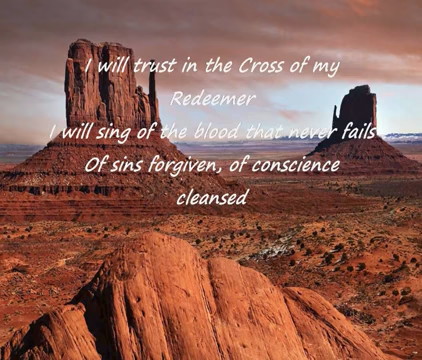 I will trust in the Cross of my
Redeemer
I will sing of the blood that never fails
Of sins forgiven, of conscience
cleansed